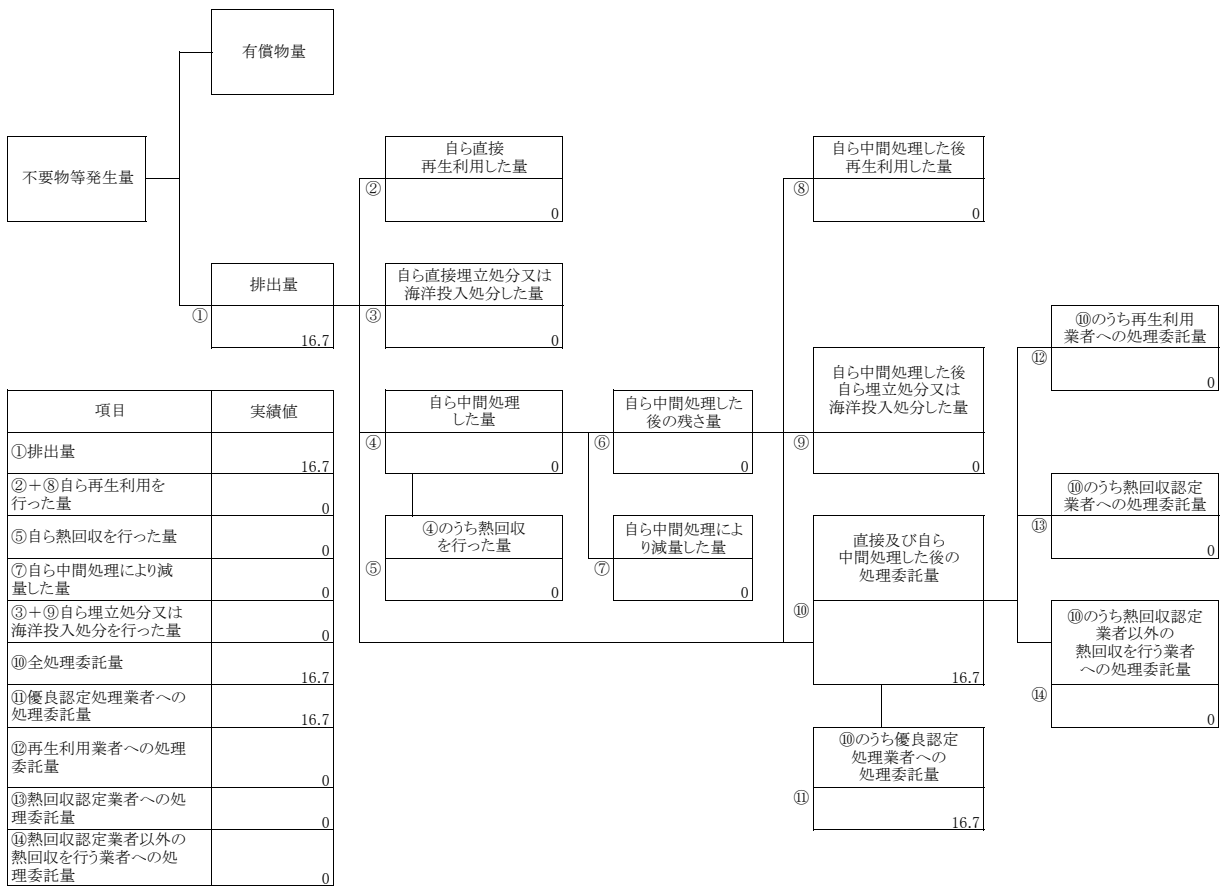 有償物量
不要物等発生量
自ら直接
再生利用した量
②
0
自ら中間処理した後
再生利用した量
⑧
0
排出量
①
16.7
自ら直接埋立処分又は
海洋投入処分した量
③
0
⑩のうち再生利用
業者への処理委託量
⑫
0
自ら中間処理
した量
④
0
自ら中間処理した
後の残さ量
⑥
0
自ら中間処理した後
自ら埋立処分又は
海洋投入処分した量
⑨
0
⑩のうち熱回収認定
業者への処理委託量
⑬
0
④のうち熱回収
を行った量
⑤
0
自ら中間処理によ
り減量した量
⑦
0
直接及び自ら
中間処理した後の
処理委託量
⑩
16.7
⑩のうち熱回収認定
業者以外の
熱回収を行う業者
への処理委託量
⑭
0
⑩のうち優良認定
処理業者への
処理委託量
⑪
16.7
項目 実績値
①排出量
16.7
②+⑧自ら再生利用を
行った量
0
⑤自ら熱回収を行った量
0
⑦自ら中間処理により減
量した量
0
③+⑨自ら埋立処分又は
海洋投入処分を行った量
0
⑩全処理委託量
16.7
⑪優良認定処理業者への
処理委託量
16.7
⑫再生利用業者への処理
委託量
0
⑬熱回収認定業者への処
理委託量
0
⑭熱回収認定業者以外の
熱回収を行う業者への処
理委託量
0